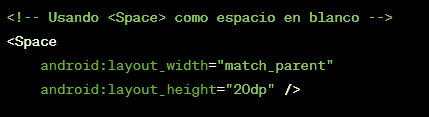 <!-- Usando <Space> como espacio en blanco -->
<Space
    android:layout_width="match_parent"
    android:layout_height="20dp" />